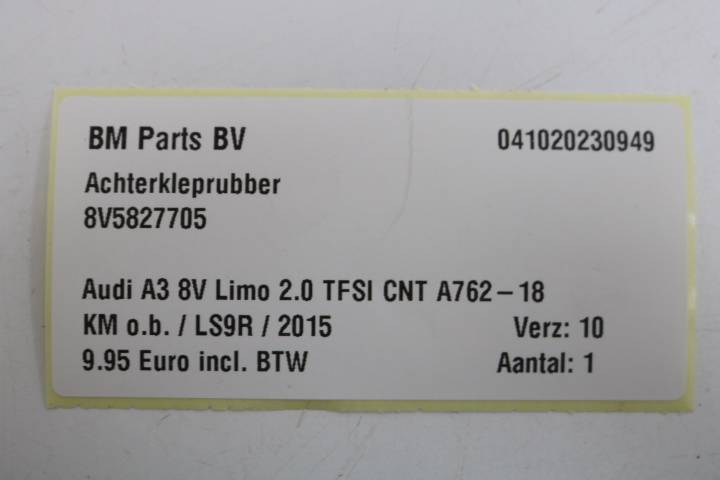 BM Parts BV 041020230949
Achterkleprubber
8V5827705
Audi A3 8V Limo 2.0 TFSI CNT A762-18
KM o.b. / LS9R / 2015 Verz: 10
9.95 Euro incl. BTW Aantal: 1